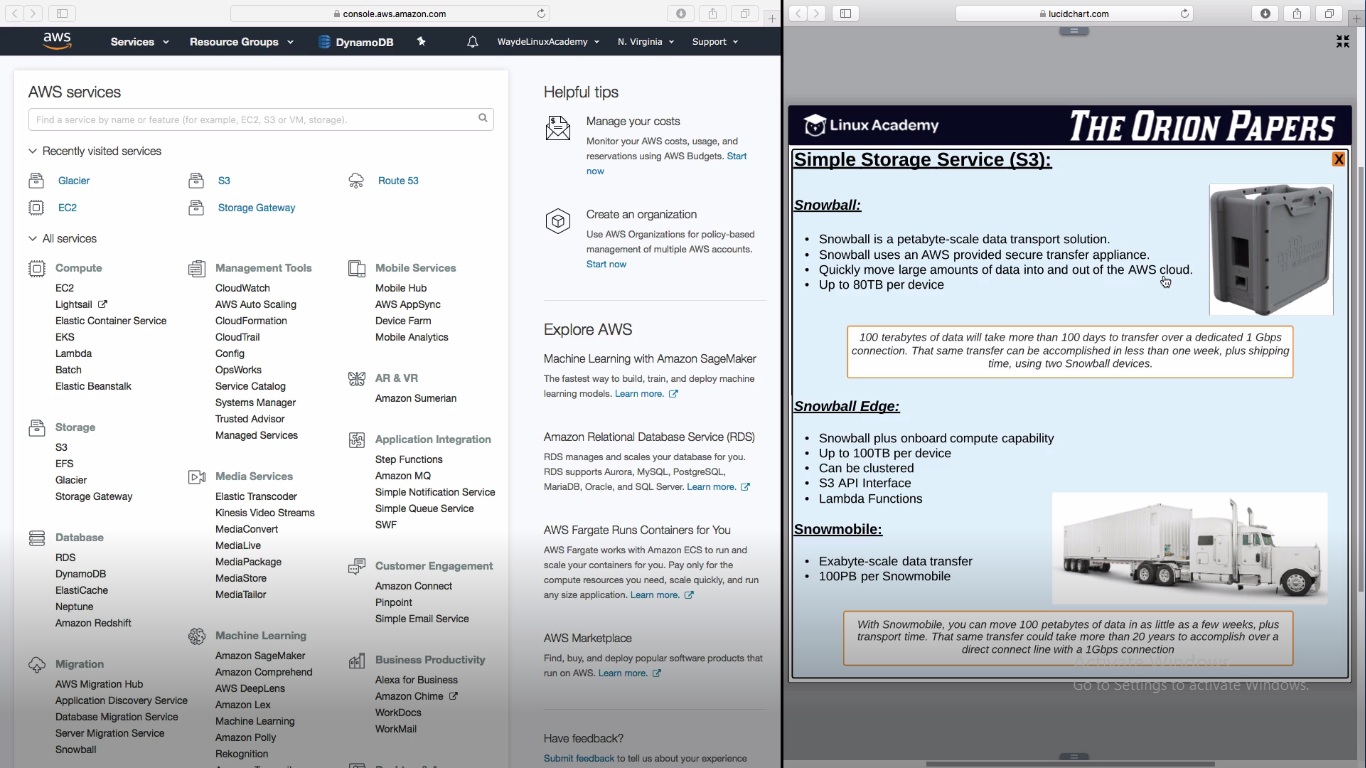 console.aws.amazon.com
aws
Services
Resource Groups
DynamoDB
WaydeLinuxAcademy
N. Virginia
Support
AWS services
Find a service by name or feature (for example, EC2, S3 or VM, storage).
Recently visited services
Glacier
S3
Route 53
EC2
Storage Gateway
All services
Compute
EC2
Lightsail
Elastic Container Service
EKS
Lambda
Batch
Elastic Beanstalk
Storage
S3
EFS
Glacier
Storage Gateway
Database
RDS
DynamoDB
ElastiCache
Neptune
Amazon Redshift
Migration
AWS Migration Hub
Application Discovery Service
Database Migration Service
Server Migration Service
Snowball
Management Tools
CloudWatch
AWS Auto Scaling
CloudFormation
CloudTrail
Config
OpsWorks
Service Catalog
Systems Manager
Trusted Advisor
Managed Services
Media Services
Elastic Transcoder
Kinesis Video Streams
MediaConvert
MediaLive
MediaPackage
MediaStore
MediaTailor
Machine Learning
Amazon SageMaker
Amazon Comprehend
AWS DeepLens
Amazon Lex
Machine Learning
Amazon Polly
Rekognition
Mobile Services
Mobile Hub
AWS AppSync
Device Farm
Mobile Analytics
AR & VR
Amazon Sumerian
Application Integration
Step Functions
Amazon MQ
Simple Notification Service
Simple Queue Service
SWF
Customer Engagement
Amazon Connect
Pinpoint
Simple Email Service
Business Productivity
Alexa for Business
Amazon Chime
WorkDocs
WorkMail
Helpful tips
Manage your costs
Monitor your AWS costs, usage, and
reservations using AWS Budgets. Start
now
Create an organization
Use AWS Organizations for policy-based
management of multiple AWS accounts.
Start now
Explore AWS
Machine Learning with Amazon SageMaker
The fastest way to build, train, and deploy machine
learning models. Learn more.
Amazon Relational Database Service (RDS)
RDS manages and scales your database for you.
RDS supports Aurora, MySQL, PostgreSQL,
MariaDB, Oracle, and SQL Server. Learn more.
AWS Fargate Runs Containers for You
AWS Fargate works with Amazon ECS to run and
scale your containers for you. Pay only for the
compute resources you need, scale quickly, and run
any size application. Learn more.
AWS Marketplace
Find, buy, and deploy popular software products that
run on AWS. Learn more.
Have feedback?
Submit feedback to tell us about your experience
lucidchart.com
Linux Academy
THE ORION PAPERS
Simple Storage Service (S3):
X
Snowball:
• Snowball is a petabyte-scale data transport solution.
• Snowball uses an AWS provided secure transfer appliance.
• Quickly move large amounts of data into and out of the AWS cloud.
• Up to 80TB per device
100 terabytes of data will take more than 100 days to transfer over a dedicated 1 Gbps
connection. That same transfer can be accomplished in less than one week, plus shipping
time, using two Snowball devices.
Snowball Edge:
• Snowball plus onboard compute capability
• Up to 100TB per device
• Can be clustered
• S3 API Interface
• Lambda Functions
Snowmobile:
• Exabyte-scale data transfer
• 100PB per Snowmobile
With Snowmobile, you can move 100 petabytes of data in as little as a few weeks, plus
transport time. That same transfer could take more than 20 years to accomplish over a
direct connect line with a 1Gbps connection
Activate Windows
Go to Settings to activate Windows.